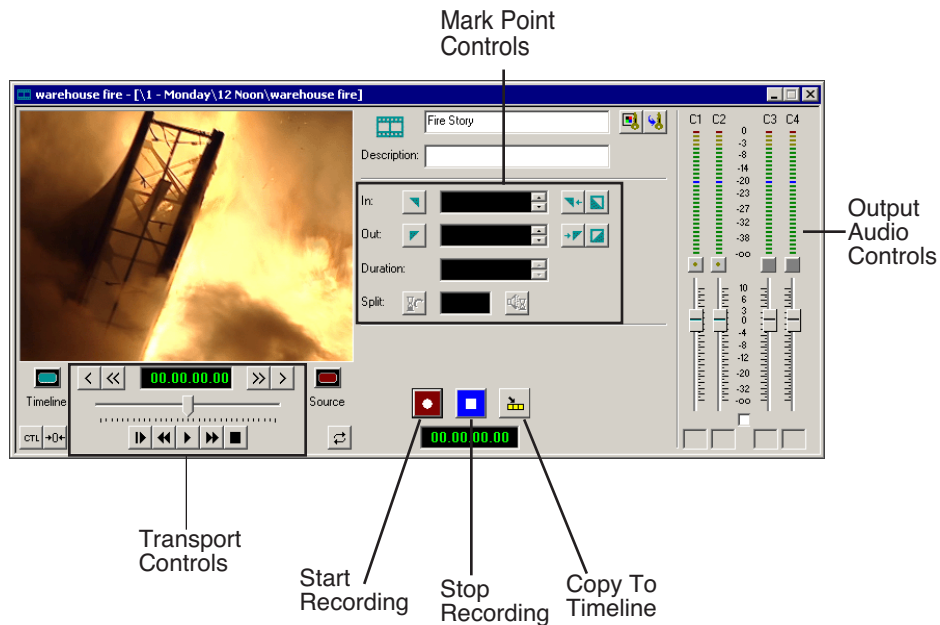 Mark Point
Controls
warehouse fire - [\1 - Monday\12 Noon\warehouse fire]
Fire Story
Description:
In:
Out:
Duration:
Split:
C1 C2 C3 C4
0
-3
-8
-14
-20
-23
-27
-32
-38
-oo
10
6
3
0
-4
-8
-12
-20
-32
-oo
Output
Audio
Controls
00.00.00.00
Timeline
Source
CTL
→0←
00.00.00.00
Transport
Controls
Start
Recording
Stop
Recording
Copy To
Timeline